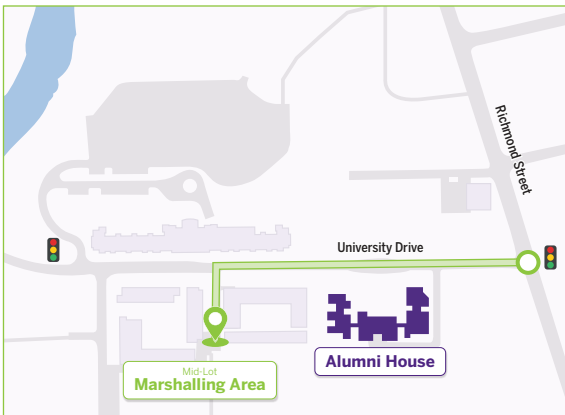 Richmond Street
University Drive
Mid-Lot
Marshalling Area
Alumni House